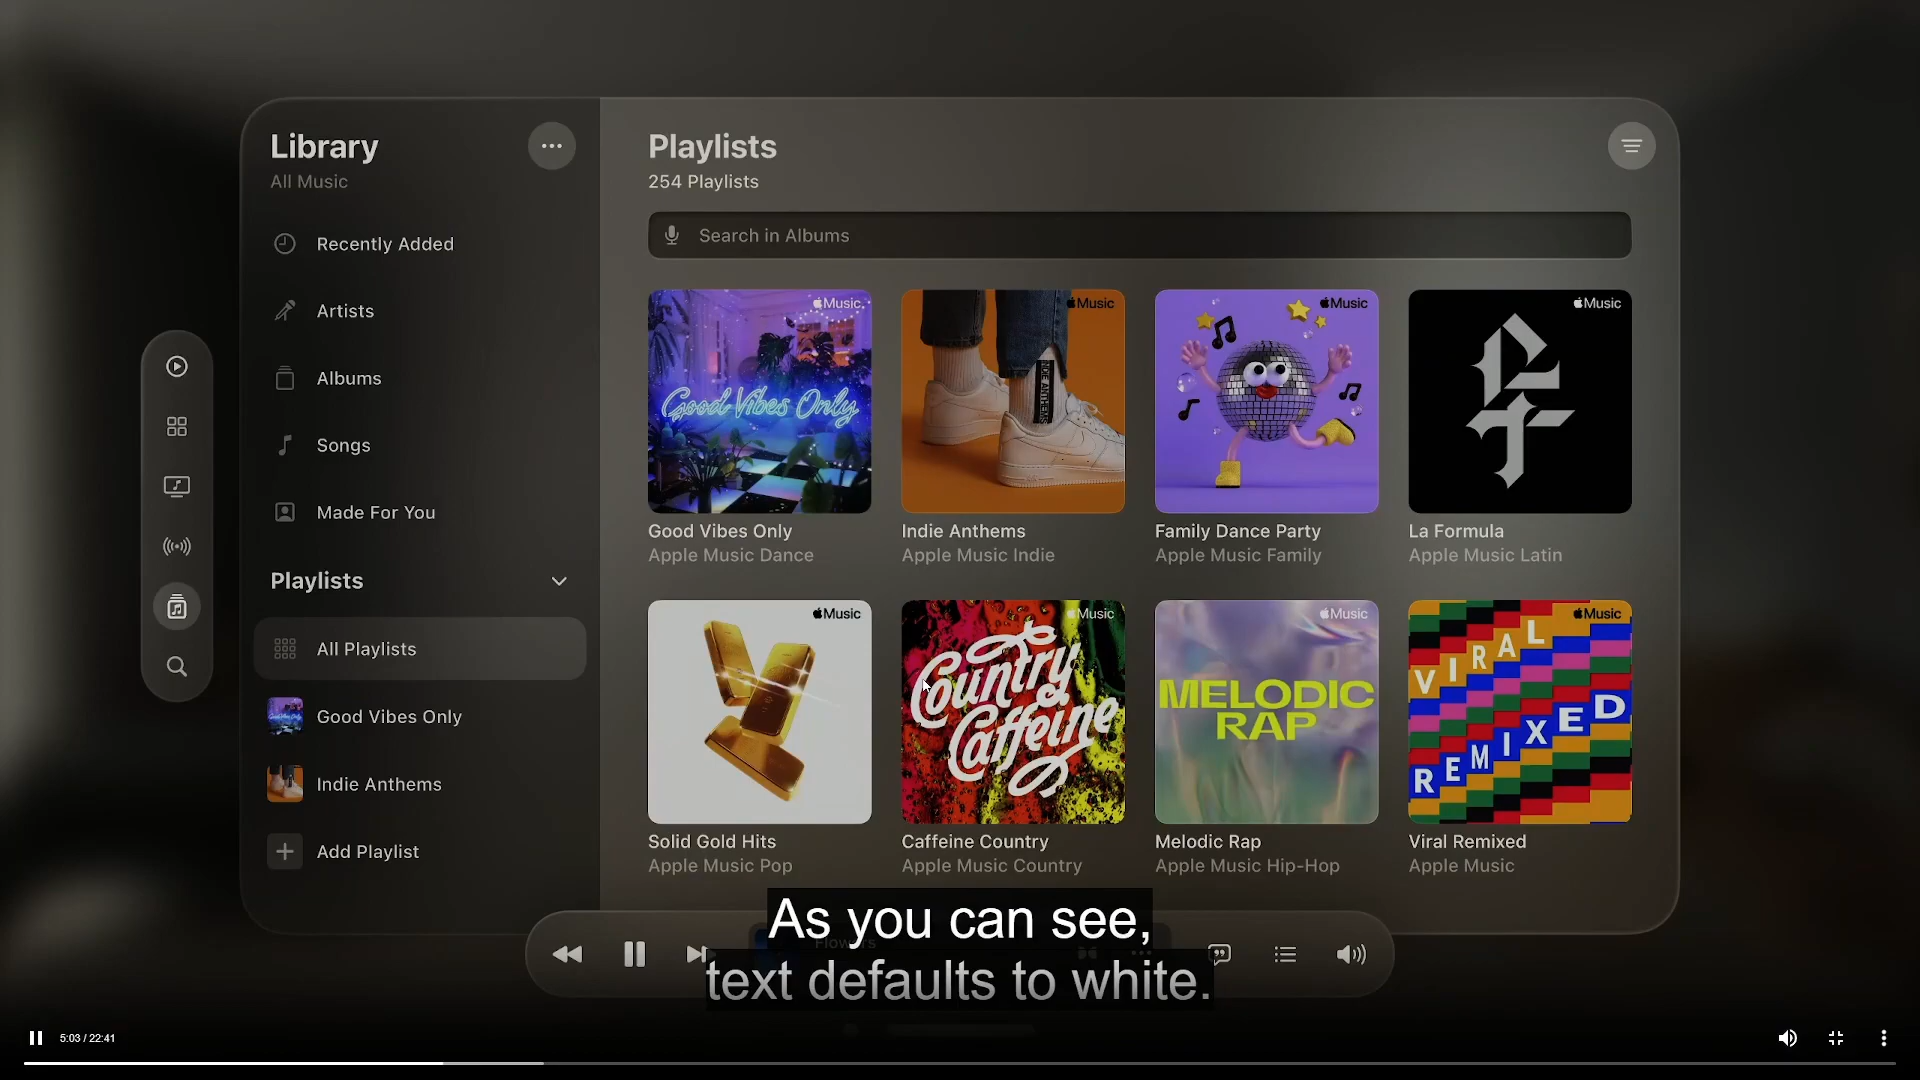 Library
All Music
Recently Added
Artists
Albums
Songs
Made For You
Playlists
All Playlists
Good Vibes Only
Indie Anthems
Add Playlist
Playlists
254 Playlists
Search in Albums
Music
Good Vibes Only
Good Vibes Only
Apple Music Dance
Music
INDIE ANTHEMS
Indie Anthems
Apple Music Indie
Music
Family Dance Party
Apple Music Family
Music
La Formula
Apple Music Latin
Music
Solid Gold Hits
Apple Music Pop
Music
Country & Caffeine
Caffeine Country
Apple Music Country
Music
MELODIC
RAP
Melodic Rap
Apple Music Hip-Hop
Music
VIRAL
REMIXED
Viral Remixed
Apple Music
Flowers
As you can see,
text defaults to white.
5:03 / 22:41